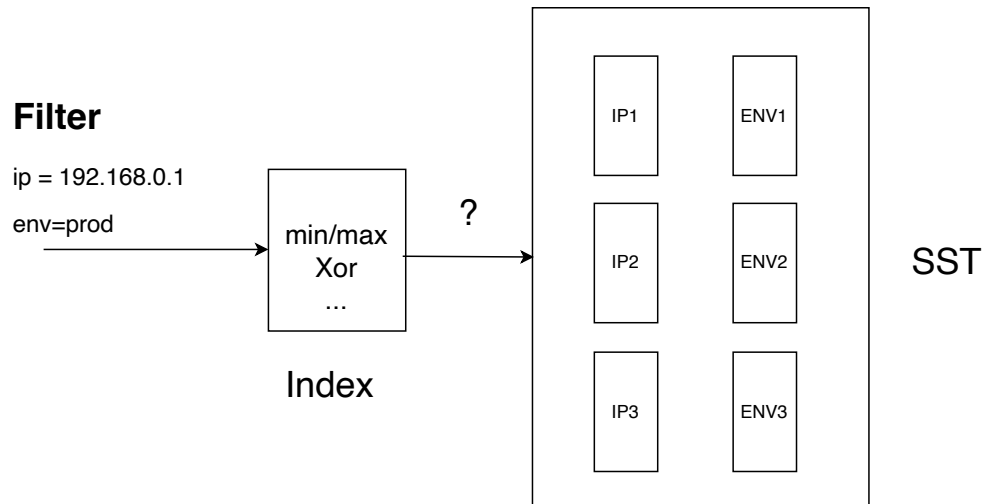 Filter
ip = 192.168.0.1
env=prod
min/max
Xor
...
Index
?
IP1
ENV1
IP2
ENV2
IP3
ENV3
SST